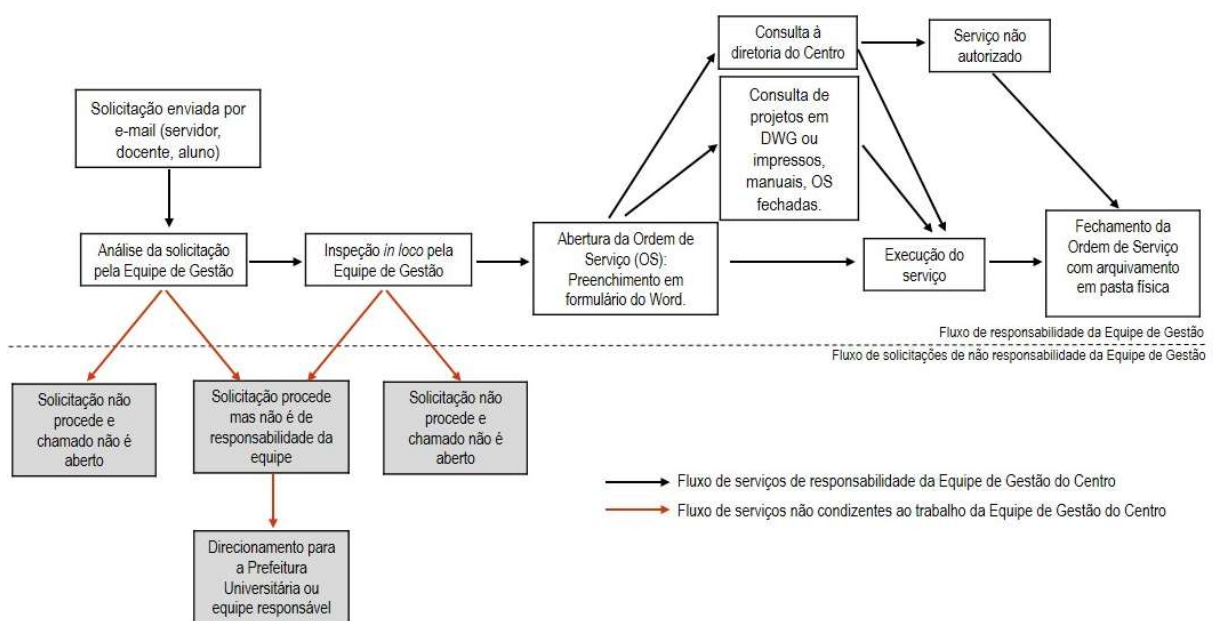 Solicitação enviada por
e-mail (servidor,
docente, aluno)
Análise da solicitação
pela Equipe de Gestão
Inspeção in loco pela
Equipe de Gestão
Abertura da Ordem de
Serviço (OS):
Preenchimento em
formulário do Word.
Consulta à
diretoria do Centro
Consulta de
projetos em
DWG ou
impressos,
manuais, OS
fechadas.
Serviço não
autorizado
Execução do
serviço
Fechamento da
Ordem de Serviço
com arquivamento
em pasta física
Fluxo de responsabilidade da Equipe de Gestão
Fluxo de solicitações de não responsabilidade da Equipe de Gestão
Solicitação não
procede e
chamado não é
aberto
Solicitação procede
mas não é de
responsabilidade da
equipe
Solicitação não
procede e
chamado não é
aberto
Direcionamento para
a Prefeitura
Universitária ou
equipe responsável
Fluxo de serviços de responsabilidade da Equipe de Gestão do Centro
Fluxo de serviços não condizentes ao trabalho da Equipe de Gestão do Centro